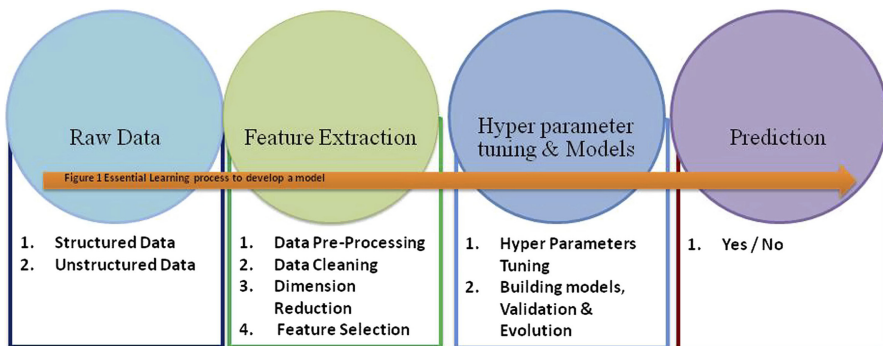 Raw Data
Feature Extraction
Hyper parameter
tuning & Models
Prediction
Figure 1 Essential Learning process to develop a model
1. Structured Data
2. Unstructured Data
1. Data Pre-Processing
2. Data Cleaning
3. Dimension
Reduction
4. Feature Selection
1. Hyper Parameters
Tuning
2. Building models,
Validation &
Evolution
1. Yes / No